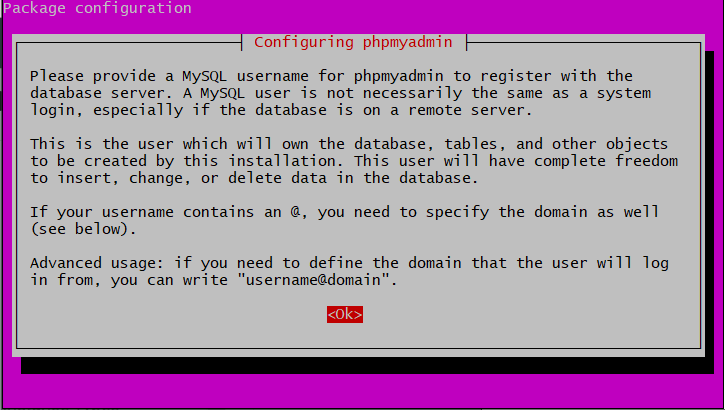 Package configuration
Configuring phpmyadmin
Please provide a MySQL username for phpmyadmin to register with the
database server. A MySQL user is not necessarily the same as a system
login, especially if the database is on a remote server.
This is the user which will own the database, tables, and other objects
to be created by this installation. This user will have complete freedom
to insert, change, or delete data in the database.
If your username contains an @, you need to specify the domain as well
(see below).
Advanced usage: if you need to define the domain that the user will log
in from, you can write "username@domain".
<Ok>